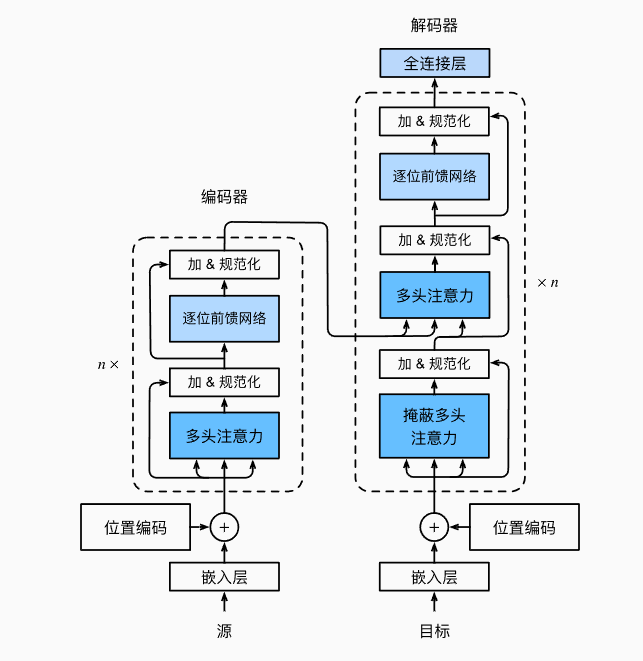 解码器
全连接层
加 & 规范化
逐位前馈网络
加 & 规范化
多头注意力
× n
加 & 规范化
掩蔽多头
注意力
位置编码
+
嵌入层
目标
编码器
加 & 规范化
逐位前馈网络
n ×
加 & 规范化
多头注意力
位置编码
+
嵌入层
源